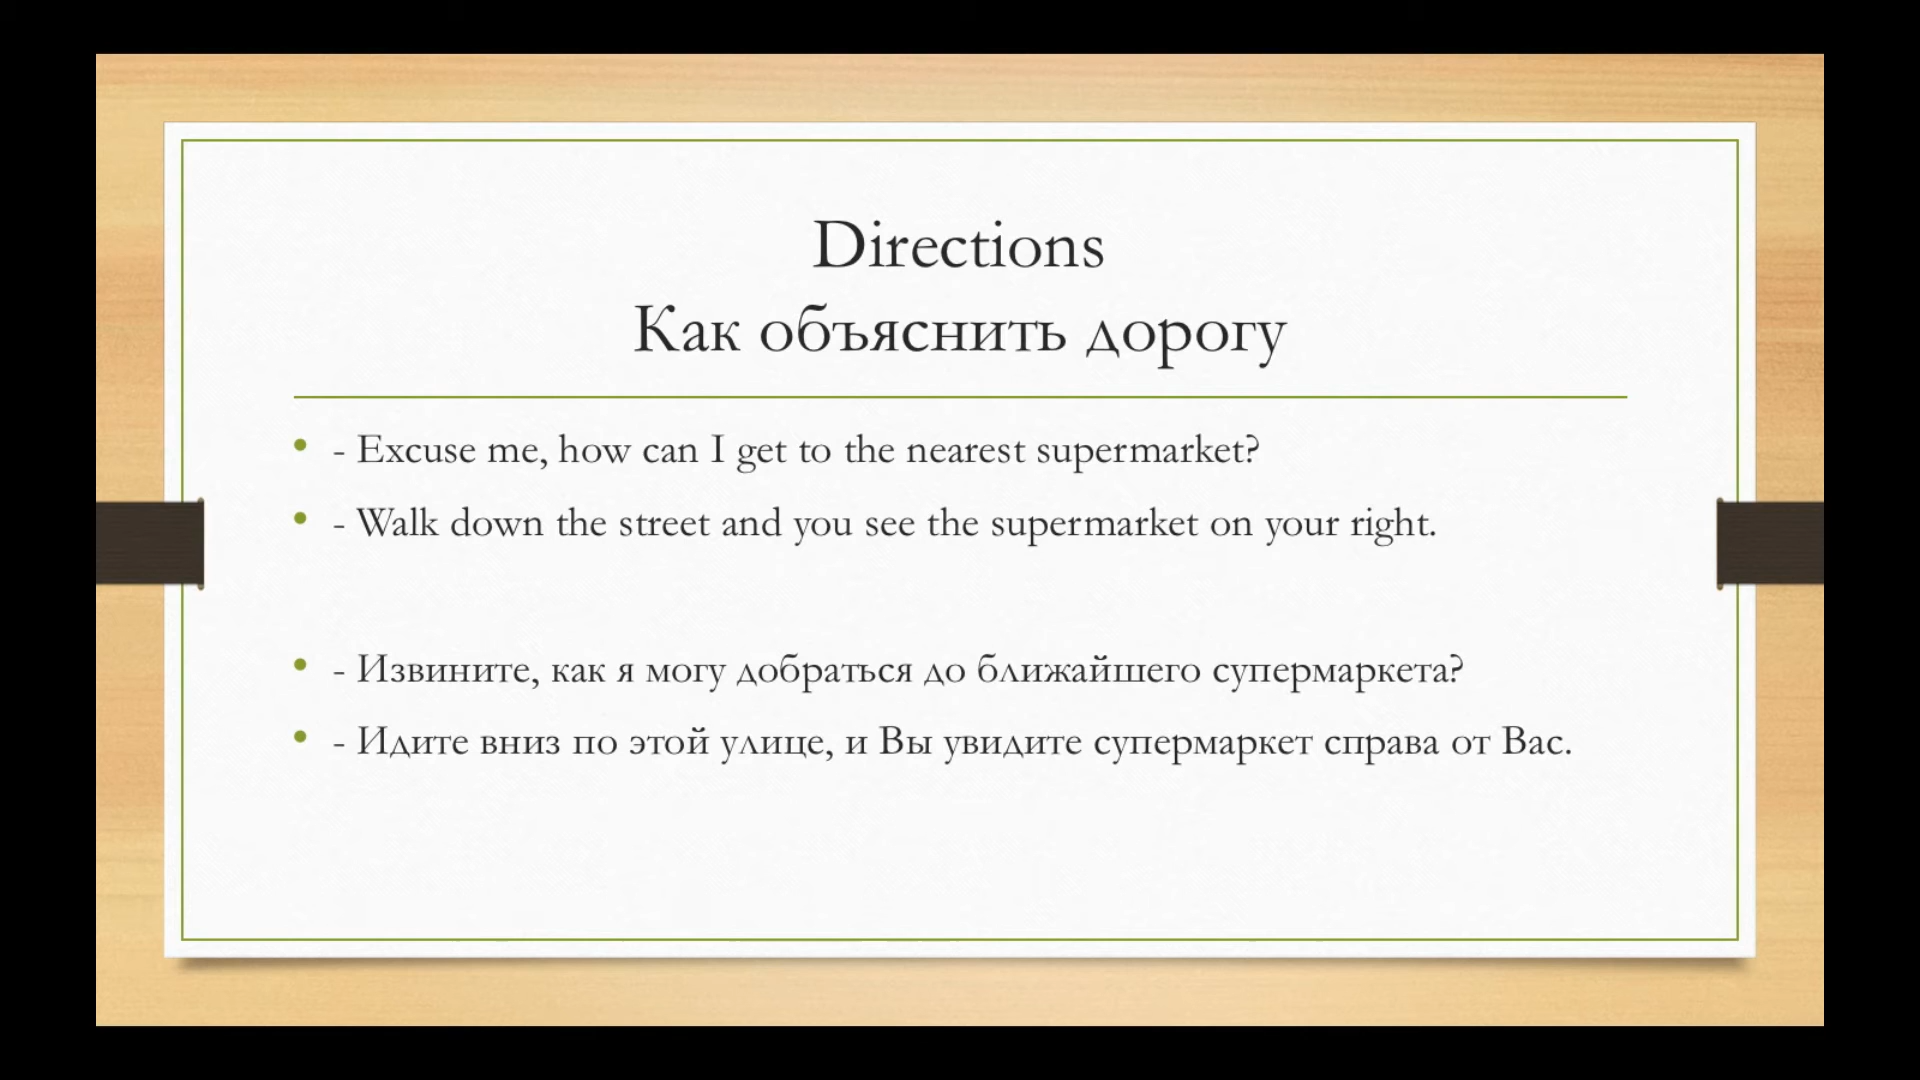 Directions
Как объяснить дорогу
- Excuse me, how can I get to the nearest supermarket?
- Walk down the street and you see the supermarket on your right.
- Извините, как я могу добраться до ближайшего супермаркета?
- Идите вниз по этой улице, и Вы увидите супермаркет справа от Вас.